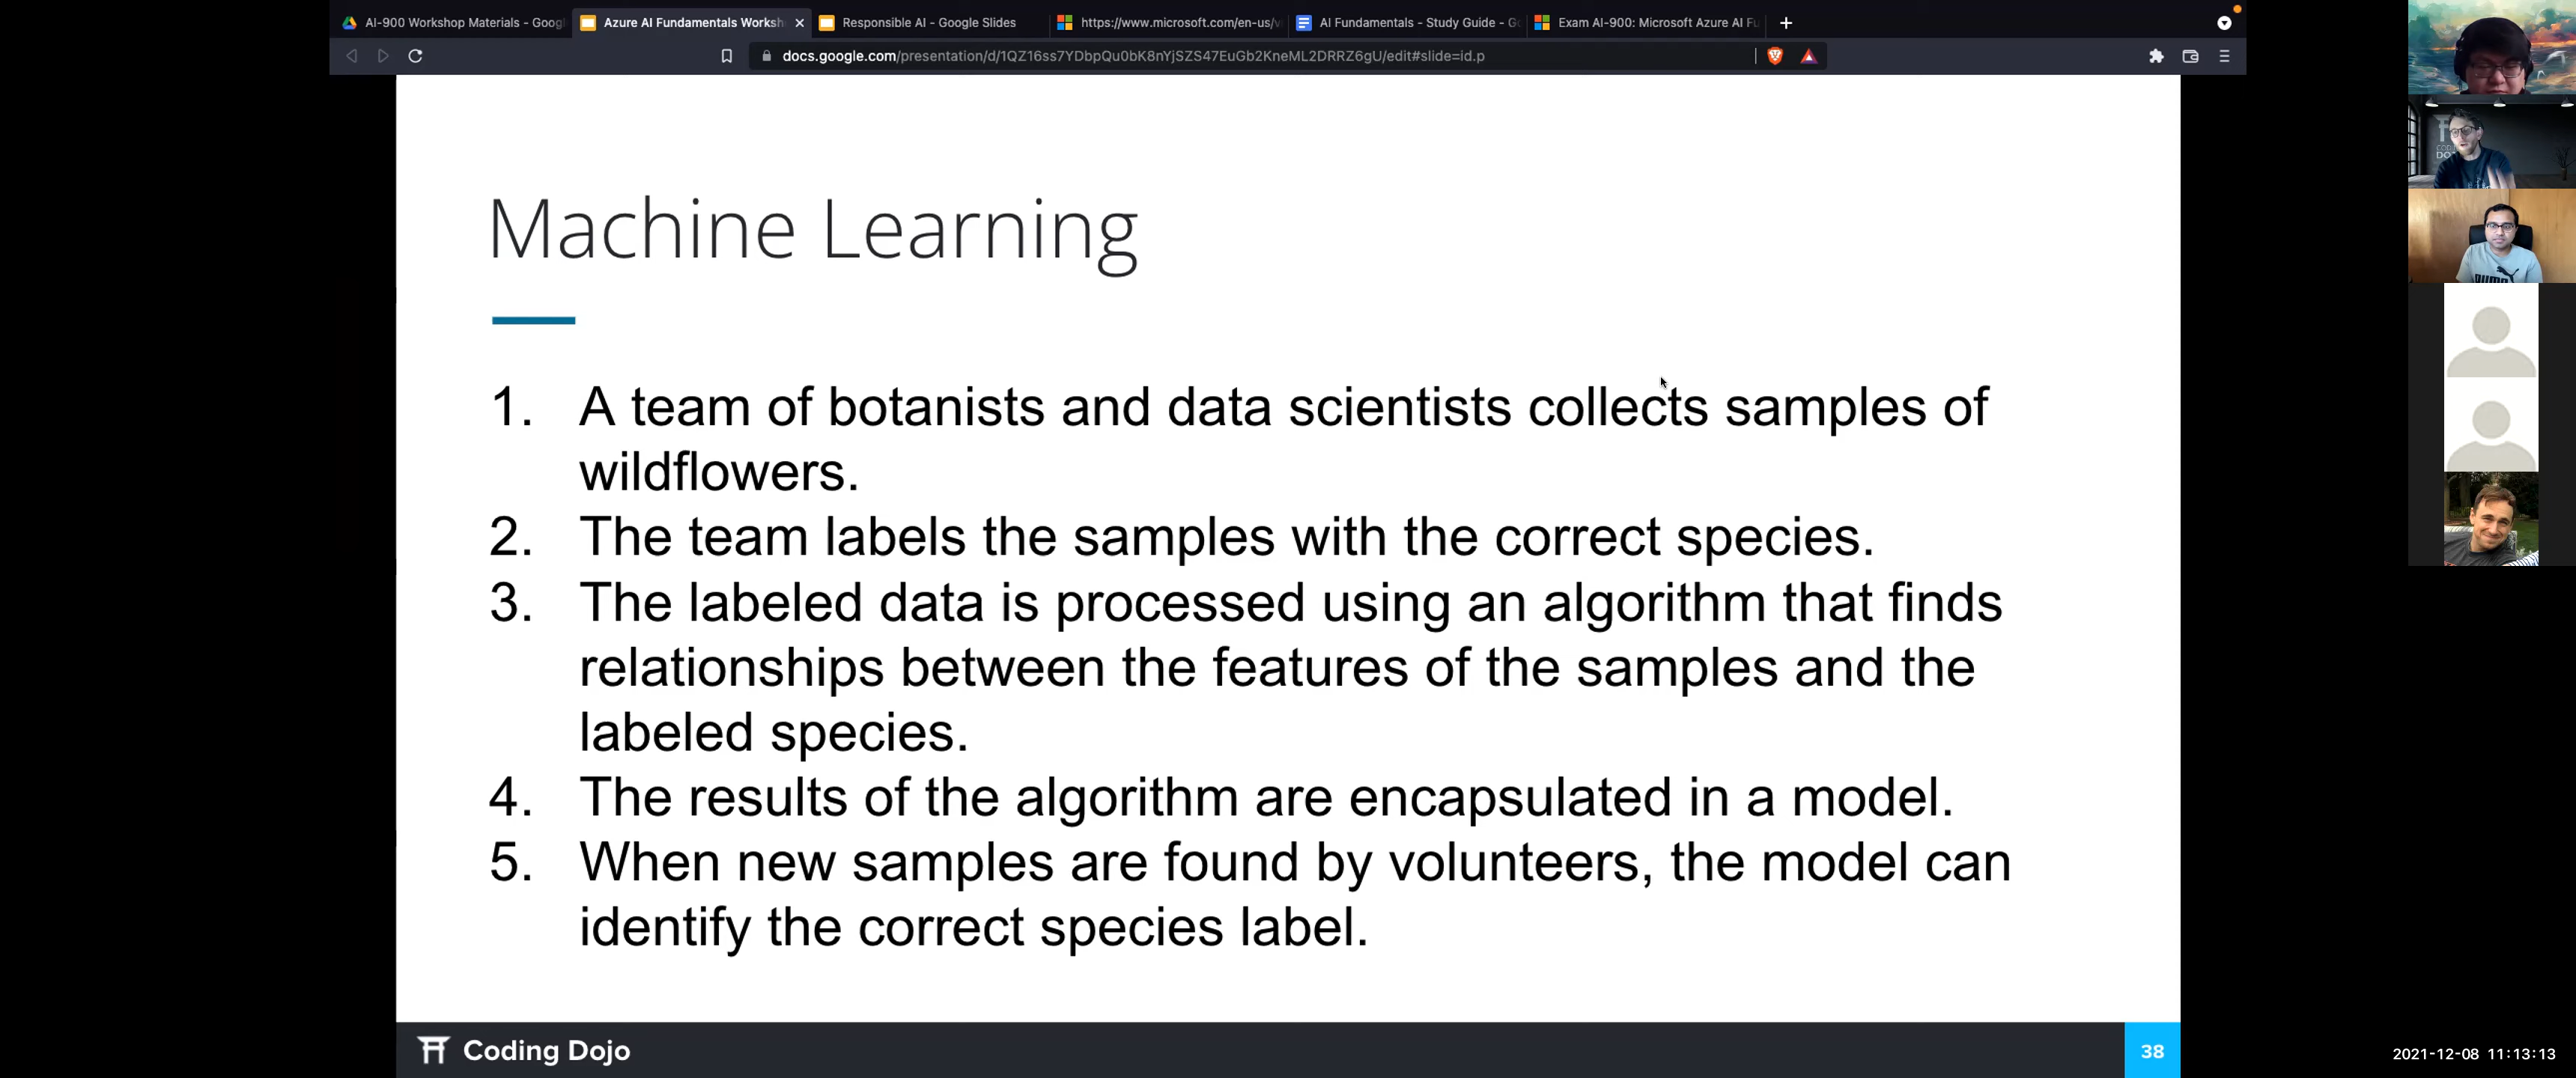 AI-900 Workshop Materials - Goog
Azure AI Fundamentals Worksh
Responsible AI - Google Slides
https://www.microsoft.com/en-us/v
AI Fundamentals - Study Guide - G
Exam AI-900: Microsoft Azure AI Fu
docs.google.com/presentation/d/1QZ16ss7YDbpQu0bK8nYjSZS47EuGb2KneML2DRRZ6gU/edit#slide=id.p
Machine Learning
1. A team of botanists and data scientists collects samples of
wildflowers.
2. The team labels the samples with the correct species.
3. The labeled data is processed using an algorithm that finds
relationships between the features of the samples and the
labeled species.
4. The results of the algorithm are encapsulated in a model.
5. When new samples are found by volunteers, the model can
identify the correct species label.
Coding Dojo
38
2021-12-08 11:13:13